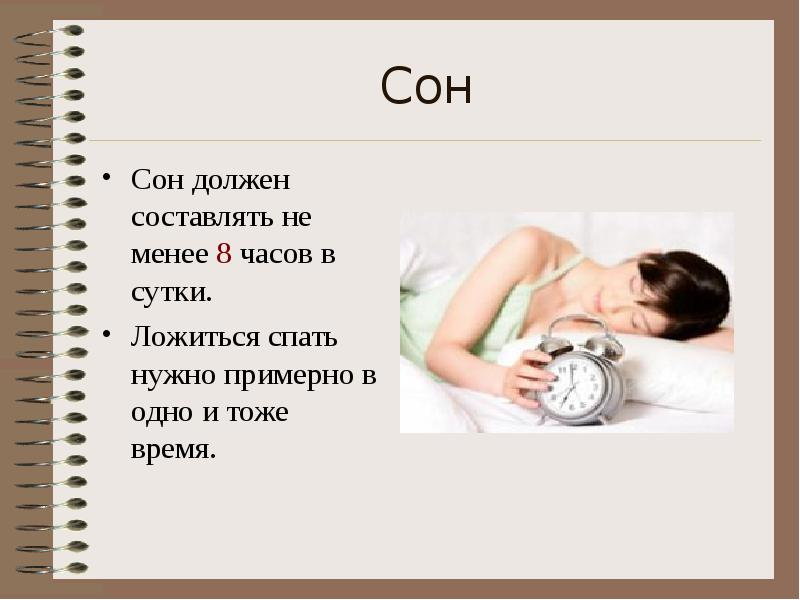 Сон
• Сон должен
составлять не
менее 8 часов в
сутки.
• Ложиться спать
нужно примерно в
одно и тоже
время.